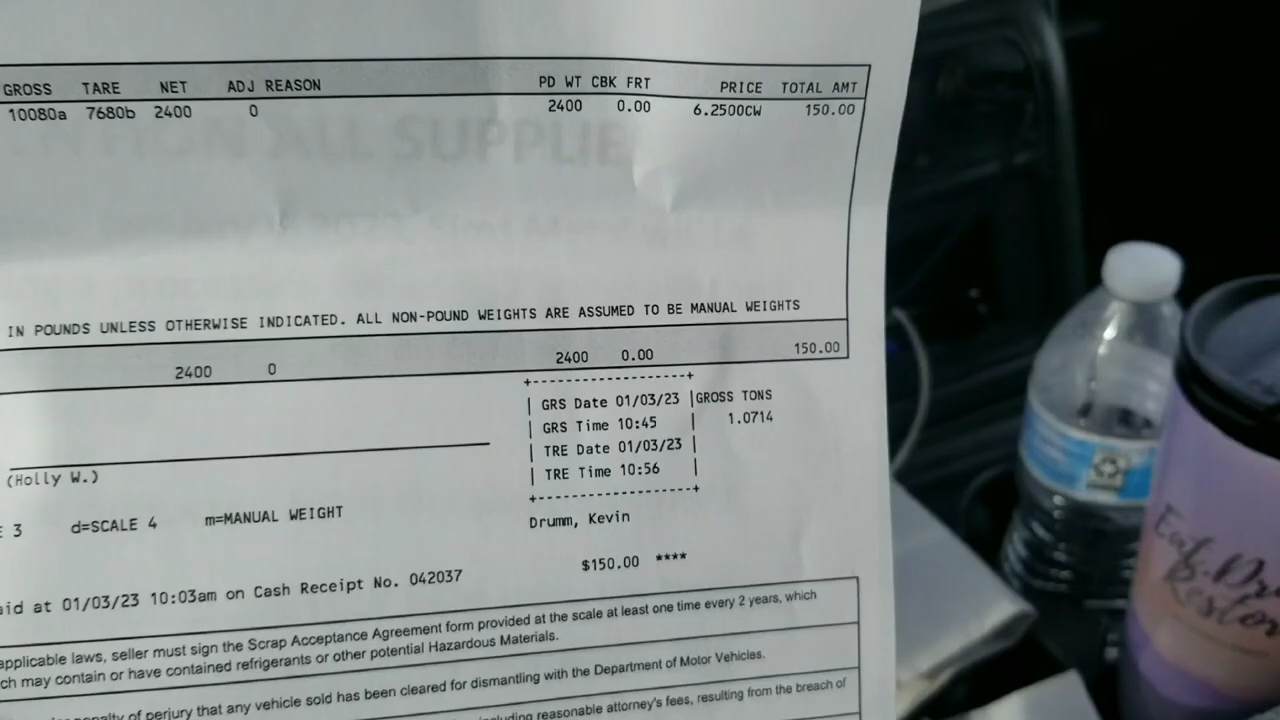 GROSS TARE NET ADJ REASON PD WT CBK FRT PRICE TOTAL AMT
10080a 7680b 2400 0 2400 0.00 6.2500CW 150.00
ALL SUPPLIE
IN POUNDS UNLESS OTHERWISE INDICATED. ALL NON-POUND WEIGHTS ARE ASSUMED TO BE MANUAL WEIGHTS
2400 0 2400 0.00 150.00
+------------------+
| GRS Date 01/03/23 |GROSS TONS
| GRS Time 10:45 | 1.0714
| TRE Date 01/03/23 |
| TRE Time 10:56 |
+------------------+
(Holly W.)
E 3 d=SCALE 4 m=MANUAL WEIGHT
Drumm, Kevin
$150.00 ****
aid at 01/03/23 10:03am on Cash Receipt No. 042037
applicable laws, seller must sign the Scrap Acceptance Agreement form provided at the scale at least one time every 2 years, which
ch may contain or have contained refrigerants or other potential Hazardous Materials.
penalty of perjury that any vehicle sold has been cleared for dismantling with the Department of Motor Vehicles.
including reasonable attorney's fees, resulting from the breach of
Eat. Dr
Restor